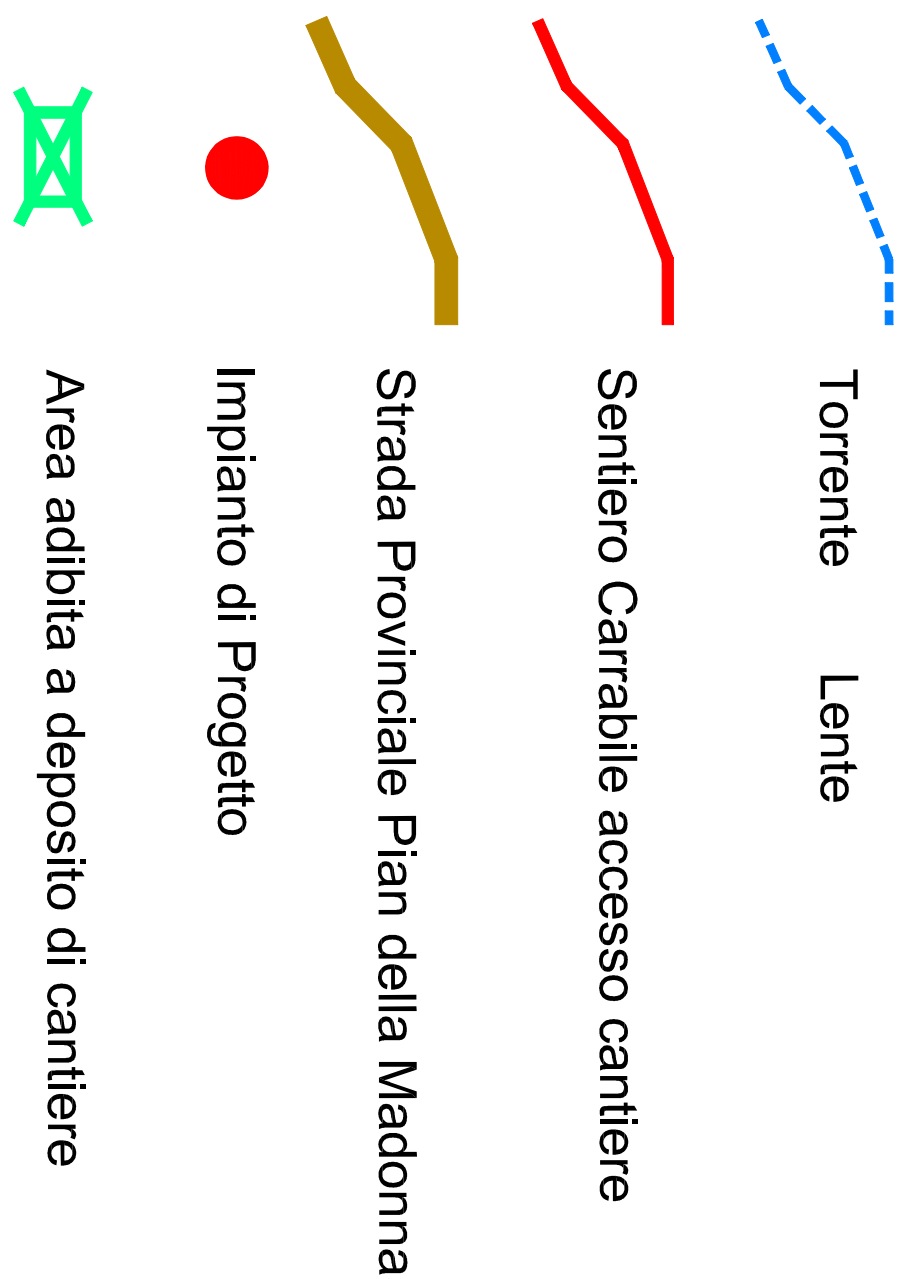 Torrente Lente
Sentiero Carrabile accesso cantiere
Strada Provinciale Pian della Madonna
Impianto di Progetto
Area adibita a deposito di cantiere